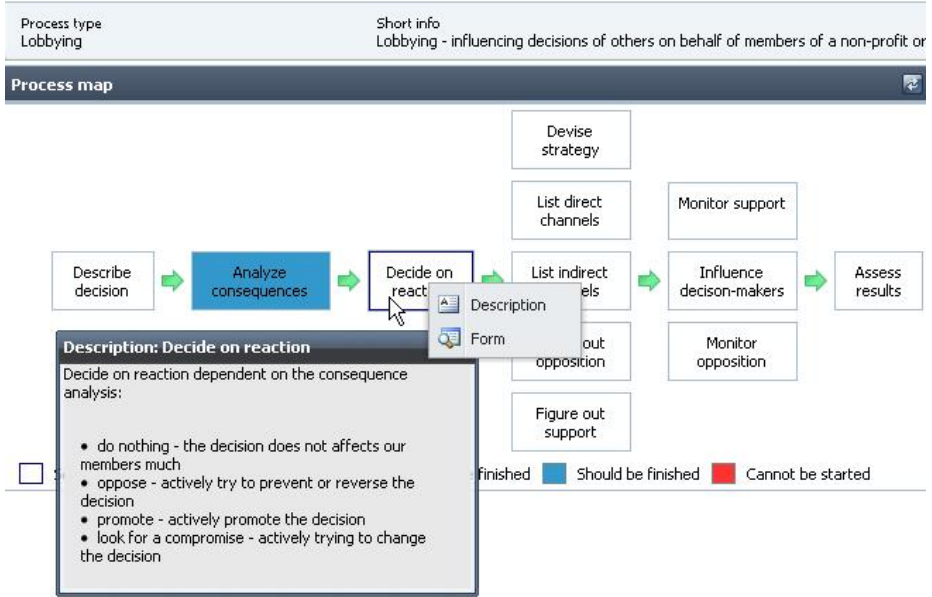 Process type
Short info
Lobbying
Lobbying - influencing decisions of others on behalf of members of a non-profit
Process map
Devise
strategy
List direct
channels
Monitor support
Describe
decision
Analyze
consequences
Decide on
List indirect
Influence
decison-makers
Assess
results
Description
Form
out
opposition
Monitor
opposition
Figure out
support
Description: Decide on reaction
Decide on reaction dependent on the consequence
analysis:
• do nothing - the decision does not affects our
members much
• oppose - actively try to prevent or reverse the
decision
• promote - actively promote the decision
• look for a compromise - actively trying to change
the decision
finished
Should be finished
Cannot be started